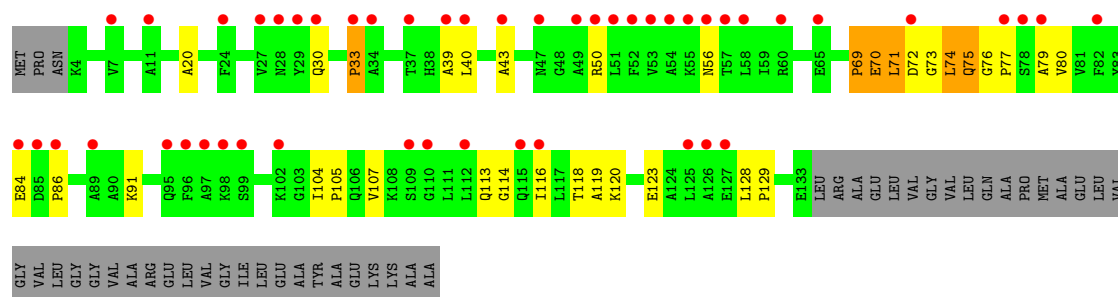 MET PRO ASN K4 V7 A11 A20 F24 V27 N28 Y29 Q30 P33 A34 T37 H38 A39 L40 A43 N47 G48 A49 R50 L51 F52 V53 A54 K55 N56 T57 L58 I59 R60 E65 P69 E70 L71 D72 G73 L74 Q75 G76 P77 S78 A79 V80 V81 F82 Y83
E84 D85 P86 A89 A90 K91 Q95 F96 A97 K98 S99 K102 G103 I104 P105 Q106 V107 K108 S109 G110 L111 L112 Q113 G114 Q115 I116 L117 T118 A119 K120 E123 A124 L125 A126 E127 L128 P129 E133 LEU ARG ALA GLU LEU VAL GLY VAL LEU GLN ALA PRO MET ALA GLU LEU VAL
GLY VAL LEU GLY GLY VAL ALA ARG GLU LEU VAL GLY ILE LEU GLU ALA TYR ALA GLU LYS LYS ALA ALA